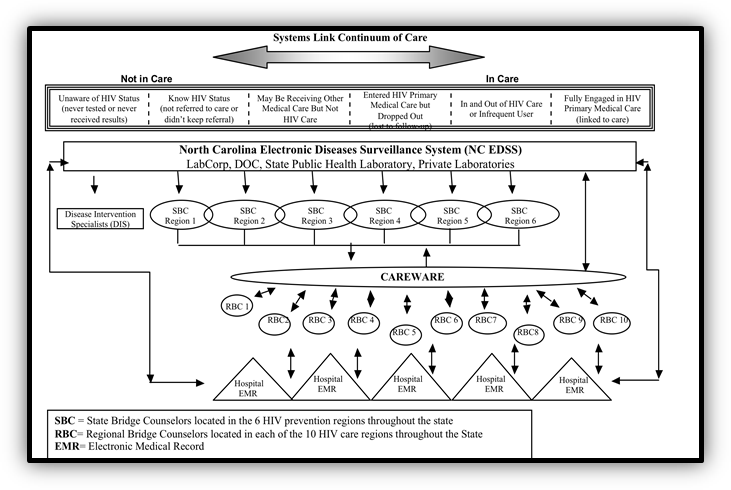 Systems Link Continuum of Care
Not in Care
In Care
Unaware of HIV Status
(never tested or never
received results)
Know HIV Status
(not referred to care or
didn't keep referral)
May Be Receiving Other
Medical Care But Not
HIV Care
Entered HIV Primary
Medical Care but
Dropped Out
(lost to follow-up)
In and Out of HIV Care
or Infrequent User
Fully Engaged in HIV
Primary Medical Care
(linked to care)
North Carolina Electronic Diseases Surveillance System (NC EDSS)
LabCorp, DOC, State Public Health Laboratory, Private Laboratories
Disease Intervention
Specialists (DIS)
SBC
Region 1
SBC
Region 2
SBC
Region 3
SBC
Region 4
SBC
Region 5
SBC
Region 6
CAREWARE
RBC 1
RBC2
RBC 3
RBC 4
RBC 5
RBC 6
RBC7
RBC8
RBC 9
RBC 10
Hospital
EMR
Hospital
EMR
Hospital
EMR
Hospital
EMR
Hospital
EMR
SBC = State Bridge Counselors located in the 6 HIV prevention regions throughout the state
RBC= Regional Bridge Counselors located in each of the 10 HIV care regions throughout the State
EMR= Electronic Medical Record